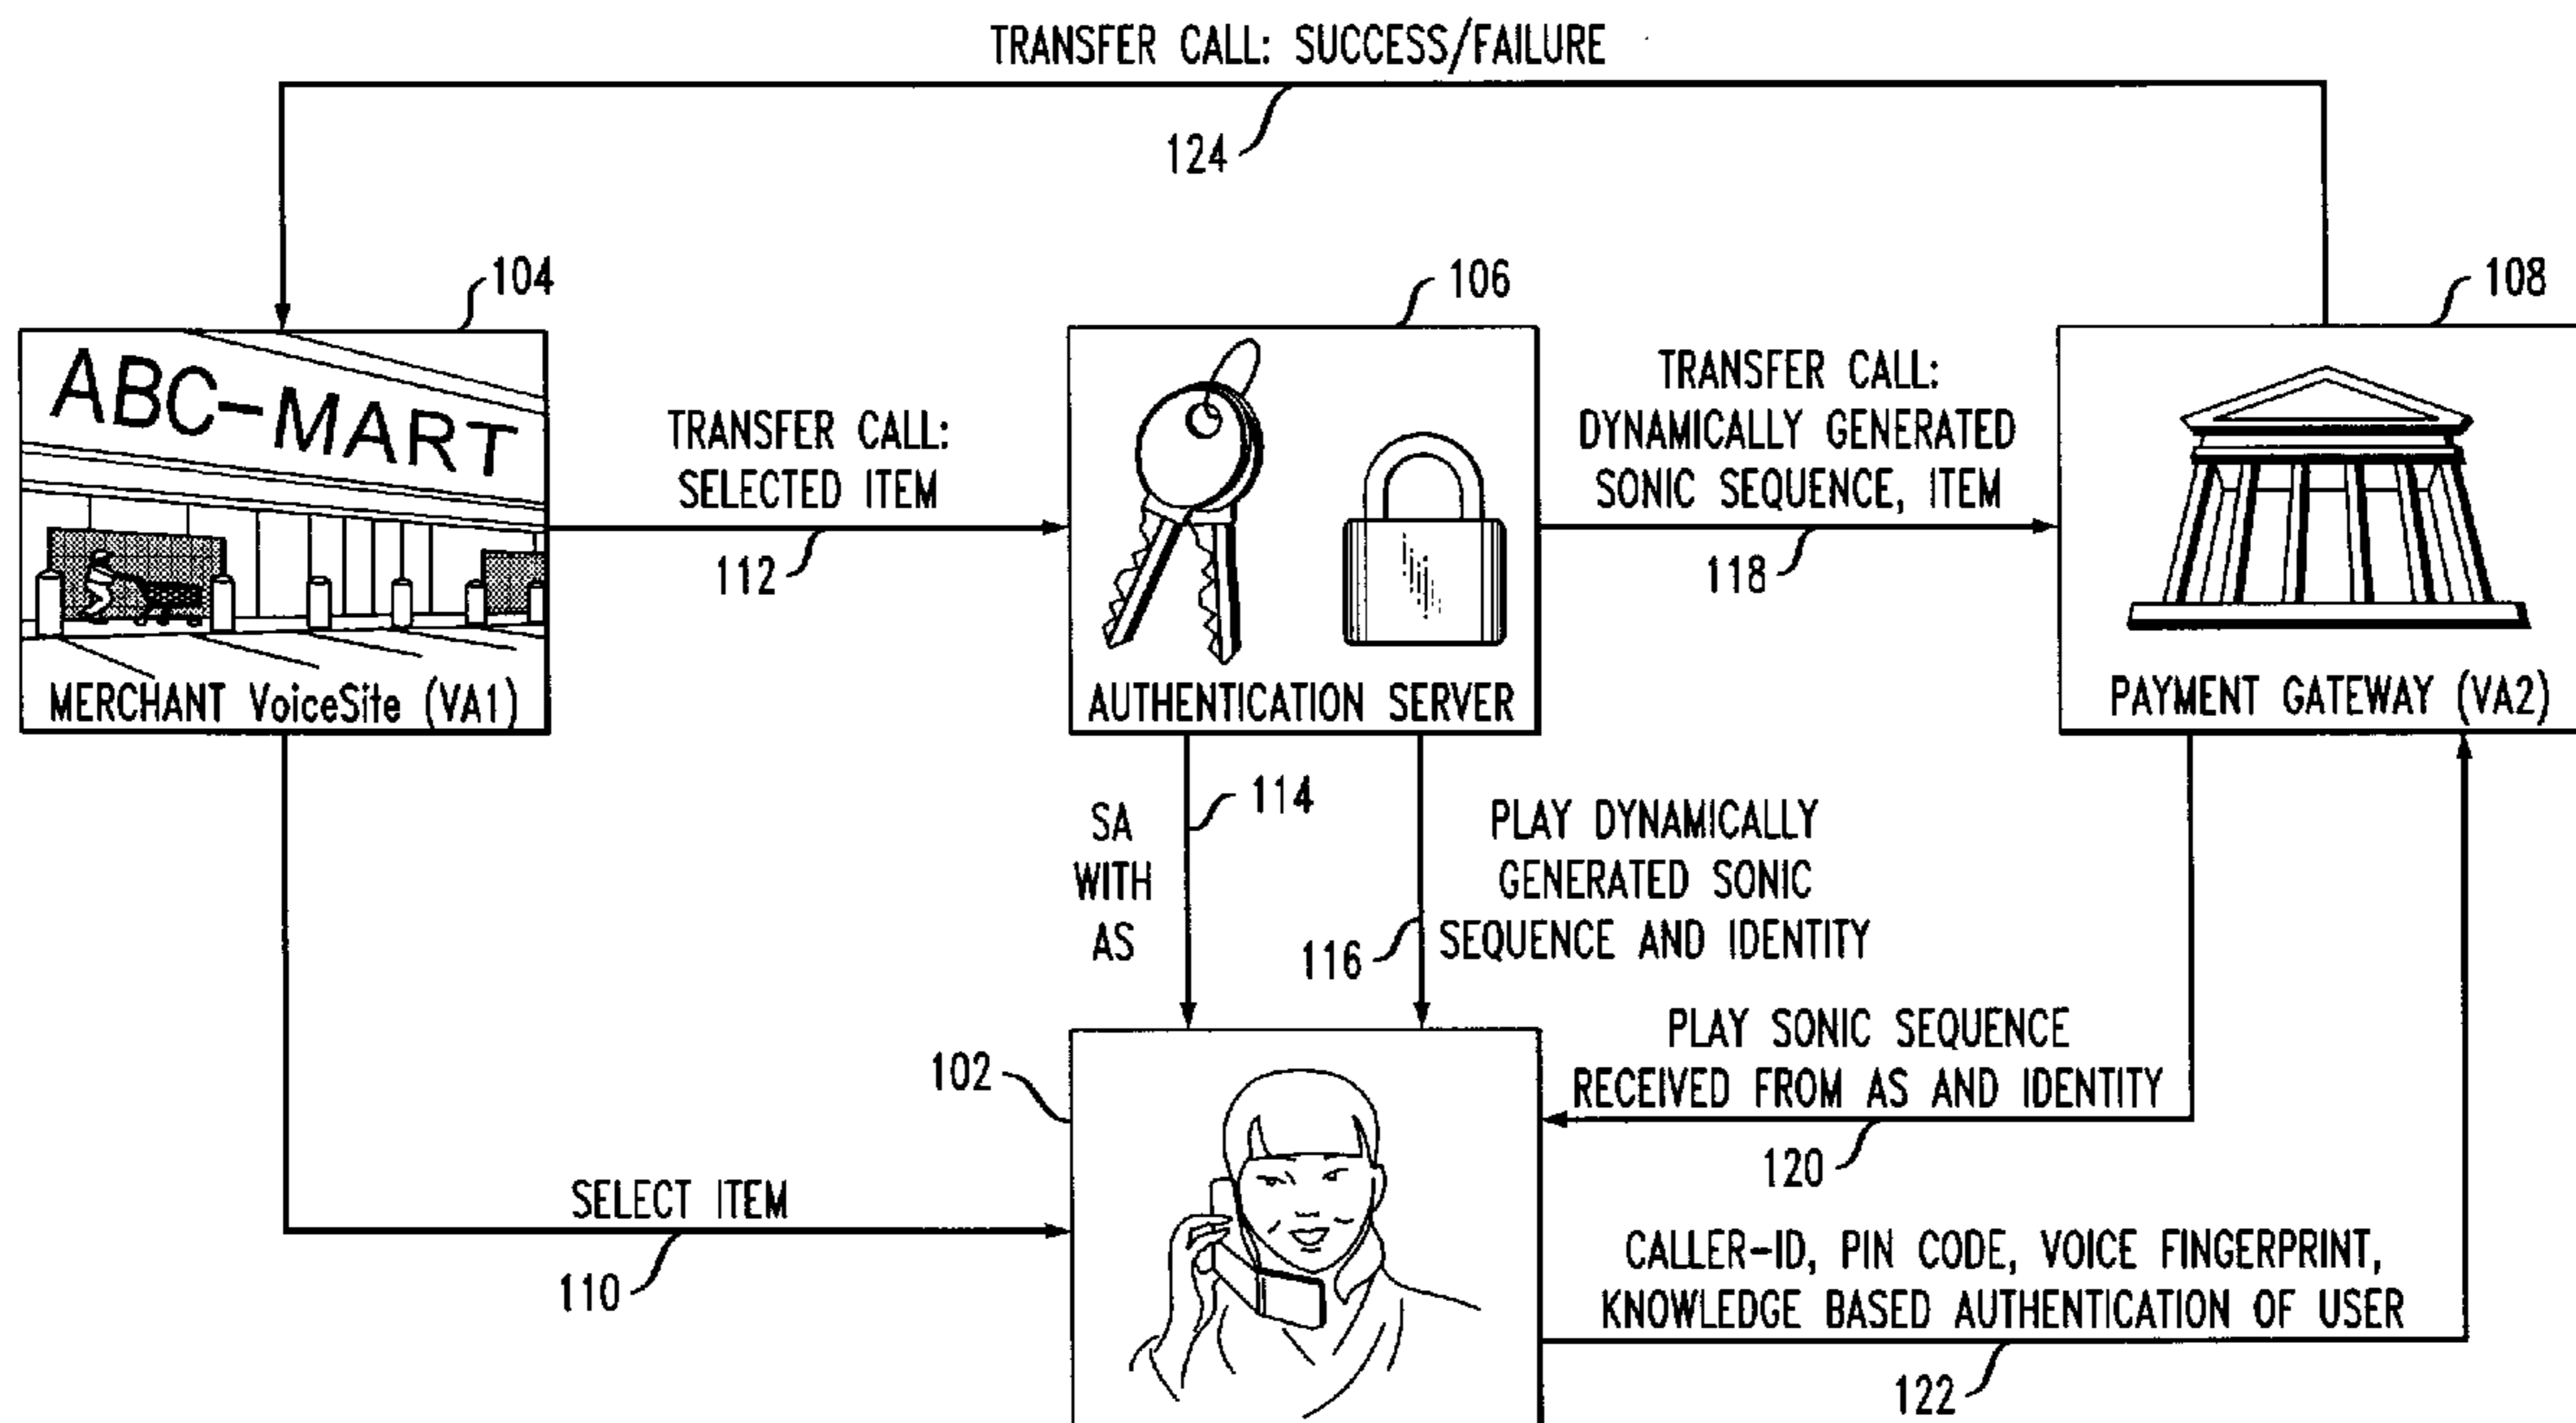 TRANSFER CALL: SUCCESS/FAILURE
124
104
106
108
ABC-MART
MERCHANT VoiceSite (VA1)
TRANSFER CALL:
SELECTED ITEM
112
AUTHENTICATION SERVER
TRANSFER CALL:
DYNAMICALLY GENERATED
SONIC SEQUENCE, ITEM
118
PAYMENT GATEWAY (VA2)
SA
WITH
AS
114
PLAY DYNAMICALLY
GENERATED SONIC
SEQUENCE AND IDENTITY
116
102
PLAY SONIC SEQUENCE
RECEIVED FROM AS AND IDENTITY
120
SELECT ITEM
110
CALLER-ID, PIN CODE, VOICE FINGERPRINT,
KNOWLEDGE BASED AUTHENTICATION OF USER
122